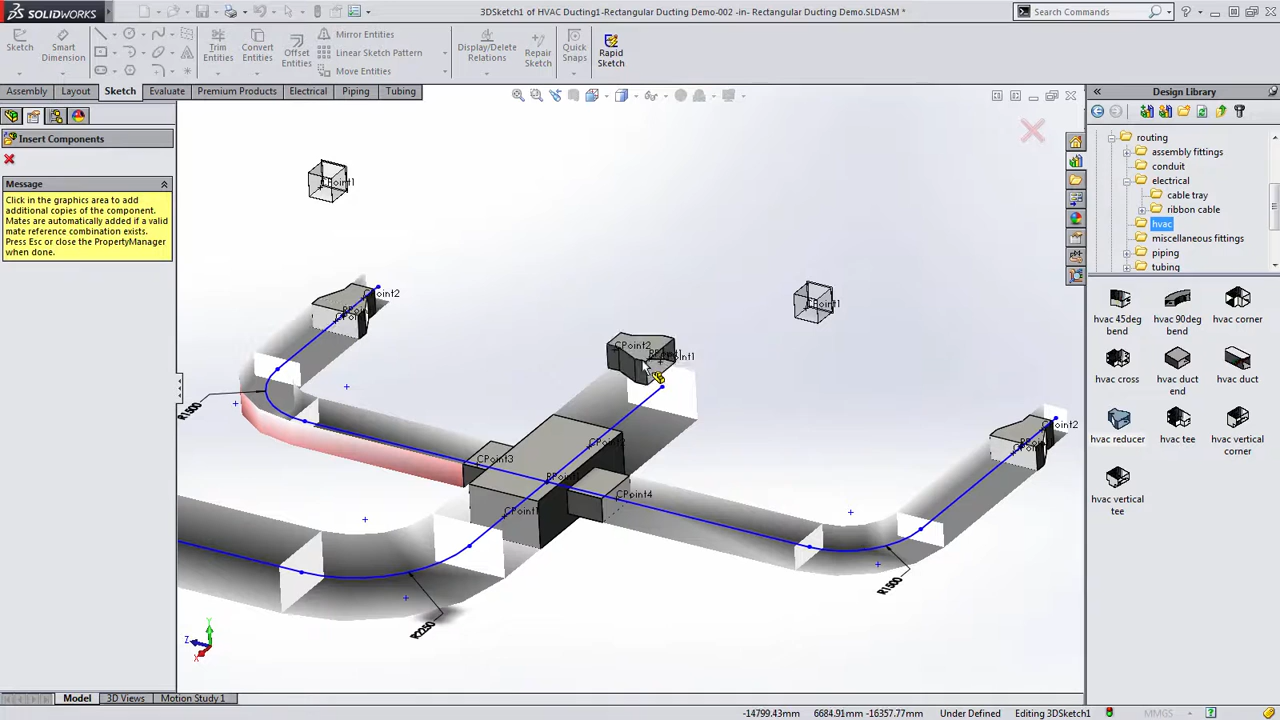 SOLIDWORKS
3DSketch1 of HVAC Ducting1-Rectangular Ducting Demo-002 -in- Rectangular Ducting Demo.SLDASM *
Search Commands
Sketch
Smart Dimension
Trim Entities
Convert Entities
Offset Entities
Mirror Entities
Linear Sketch Pattern
Move Entities
Display/Delete Relations
Repair Sketch
Quick Snaps
Rapid Sketch
Assembly Layout Sketch Evaluate Premium Products Electrical Piping Tubing
Insert Components
Message
Click in the graphics area to add
additional copies of the component.
Mates are automatically added if a valid
mate reference combination exists.
Press Esc or close the PropertyManager
when done.
CPoint1
CPoint2
CPoint1
CPoint2
CPoint2
R1500
CPoint3
CPoint4
R1500
R2250
Y
Z
X
Design Library
routing
assembly fittings
conduit
electrical
cable tray
ribbon cable
hvac
miscellaneous fittings
piping
tubing
hvac 45deg bend
hvac 90deg bend
hvac corner
hvac cross
hvac duct end
hvac duct
hvac reducer
hvac tee
hvac vertical corner
hvac vertical tee
Model 3D Views Motion Study 1
-14799.43mm 6684.91mm -16357.77mm Under Defined Editing 3DSketch1 MMGS